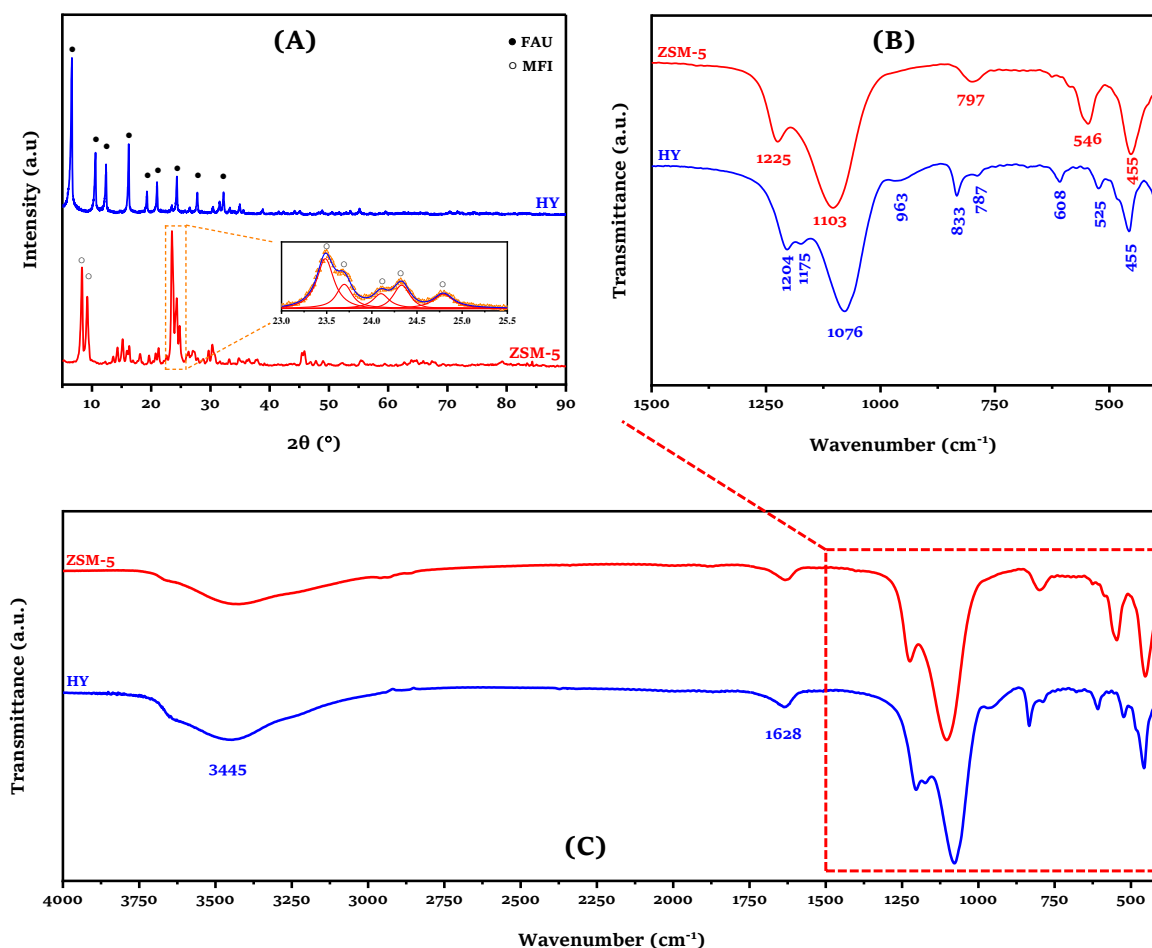 (A)
● FAU
○ MFI
HY
ZSM-5
23.0 23.5 24.0 24.5 25.0 25.5
Intensity (a.u)
10 20 30 40 50 60 70 80 90
2θ (°)
(B)
ZSM-5
797
546
1225
455
HY
1103
963
833
787
608
525
455
1204
1175
1076
Transmittance (a.u.)
1500 1250 1000 750 500
Wavenumber (cm⁻¹)
ZSM-5
HY
3445
1628
(C)
Transmittance (a.u.)
4000 3750 3500 3250 3000 2750 2500 2250 2000 1750 1500 1250 1000 750 500
Wavenumber (cm⁻¹)